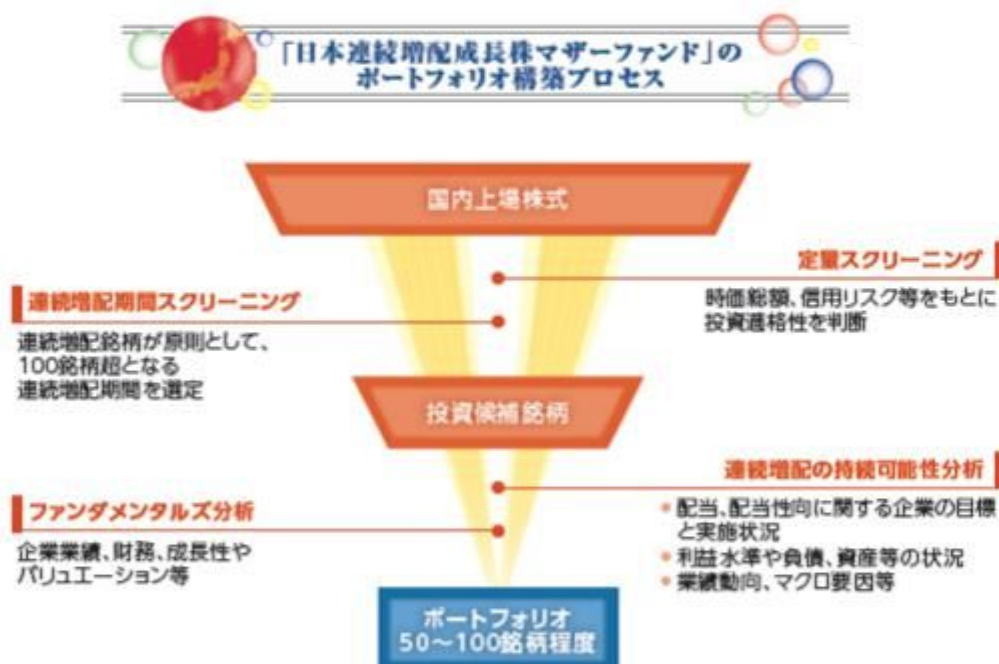 「日本連続増配成長株マザーファンド」の
ポートフォリオ構築プロセス
国内上場株式
定量スクリーニング
時価総額、信用リスク等をもとに
投資適格性を判断
連続増配期間スクリーニング
連続増配銘柄が原則として、
100銘柄超となる
連続増配期間を選定
投資候補銘柄
連続増配の持続可能性分析
• 配当、配当性向に関する企業の目標
と実施状況
• 利益水準や負債、資産等の状況
• 業績動向、マクロ要因等
ファンダメンタルズ分析
企業業績、財務、成長性や
バリュエーション等
ポートフォリオ
50～100銘柄程度